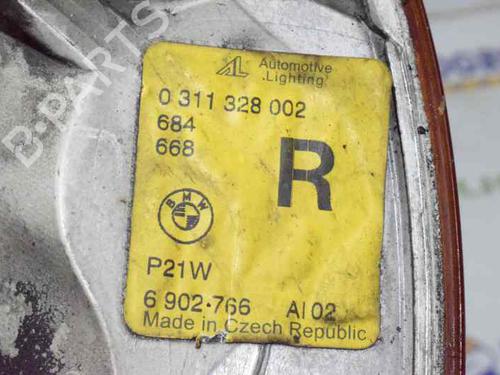 B-PARTS
AL Automotive
Lighting
0 311 328 002
684
668
R
BMW
P21W
6 902.766 AI 02
Made in Czech Republic